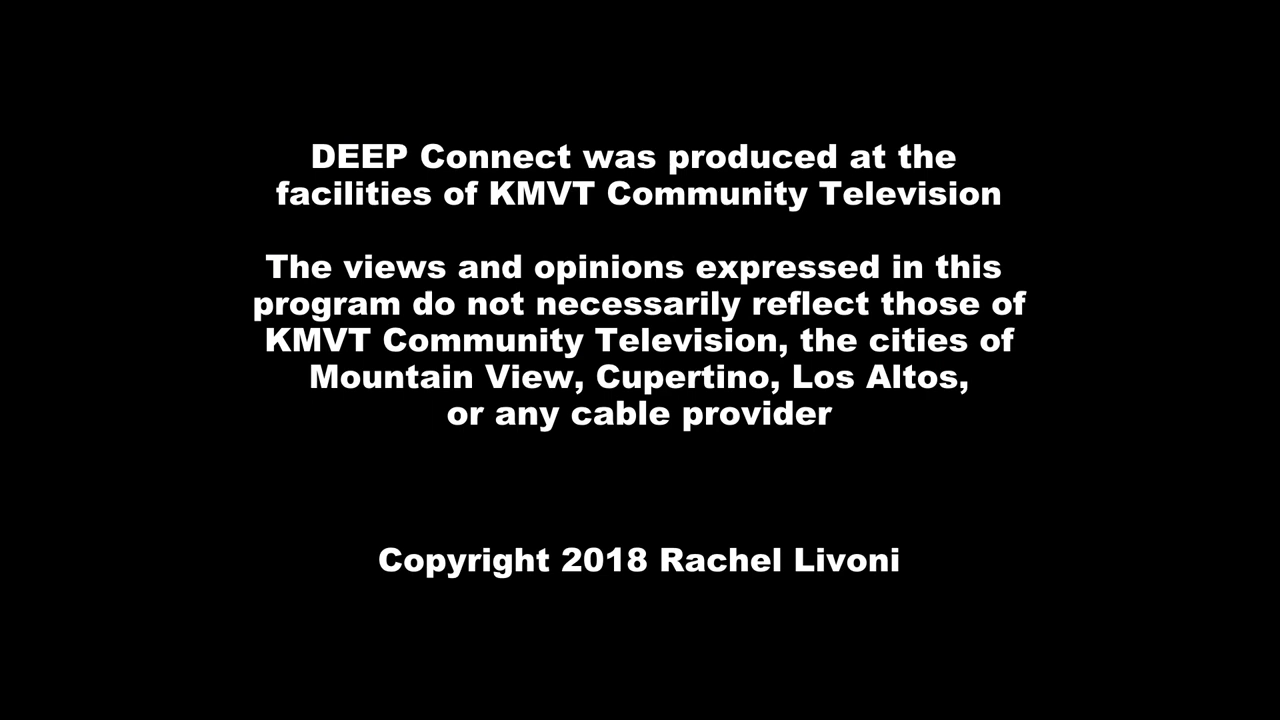 DEEP Connect was produced at the
facilities of KMVT Community Television
The views and opinions expressed in this
program do not necessarily reflect those of
KMVT Community Television, the cities of
Mountain View, Cupertino, Los Altos,
or any cable provider
Copyright 2018 Rachel Livoni